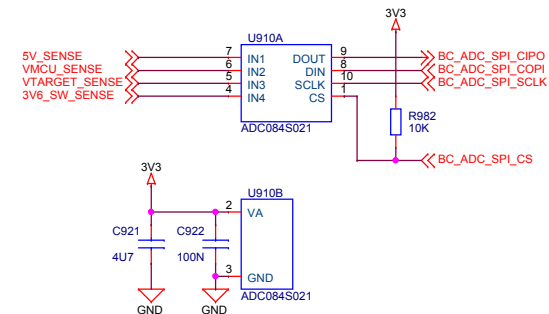 3V3
U910A
5V_SENSE 7 IN1 DOUT 9 BC_ADC_SPI_CIPO
VMCU_SENSE 6 IN2 DIN 8 BC_ADC_SPI_COPI
VTARGET_SENSE 5 IN3 SCLK 10 BC_ADC_SPI_SCLK
3V6_SW_SENSE 4 IN4 CS 1
R982
10K
ADC084S021
BC_ADC_SPI_CS
3V3
U910B
2 VA
C921 C922
4U7 100N
3 GND
ADC084S021
GND GND